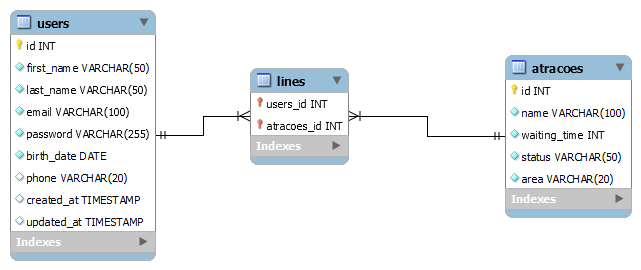 users
id INT
first_name VARCHAR(50)
last_name VARCHAR(50)
email VARCHAR(100)
password VARCHAR(255)
birth_date DATE
phone VARCHAR(20)
created_at TIMESTAMP
updated_at TIMESTAMP
Indexes
lines
users_id INT
atracoes_id INT
Indexes
atracoes
id INT
name VARCHAR(100)
waiting_time INT
status VARCHAR(50)
area VARCHAR(20)
Indexes